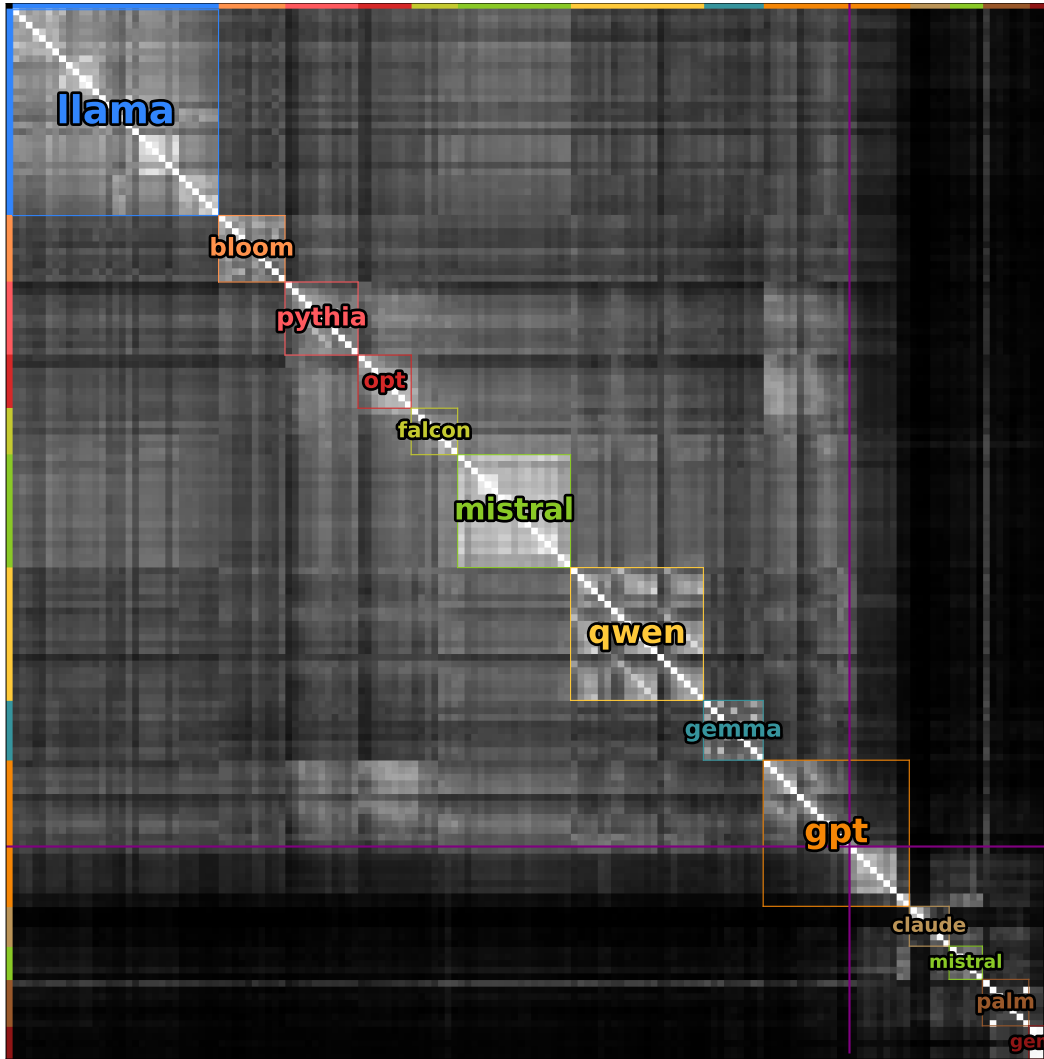 llama
bloom
pythia
opt
falcon
mistral
qwen
gemma
gpt
claude
mistral
palm